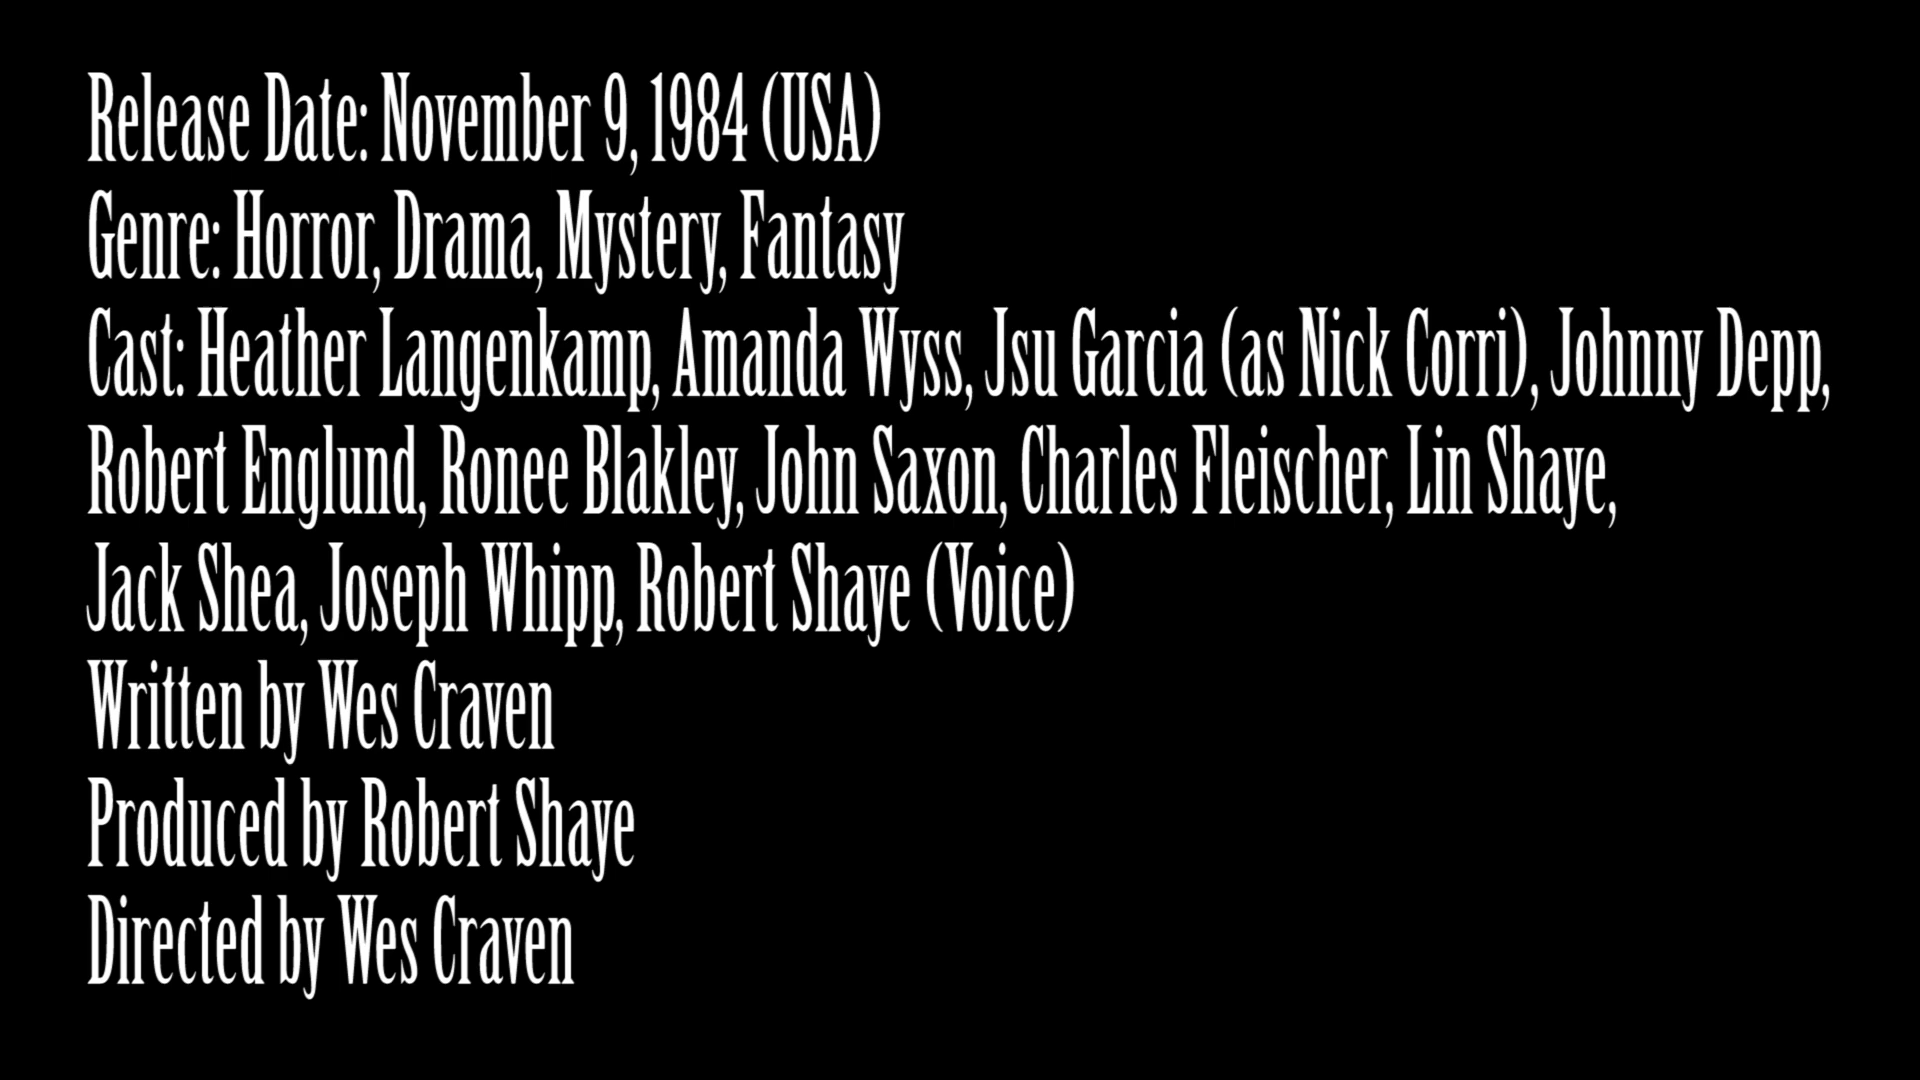 Release Date: November 9, 1984 (USA)
Genre: Horror, Drama, Mystery, Fantasy
Cast: Heather Langenkamp, Amanda Wyss, Jsu Garcia (as Nick Corri), Johnny Depp,
Robert Englund, Ronee Blakley, John Saxon, Charles Fleischer, Lin Shaye,
Jack Shea, Joseph Whipp, Robert Shaye (Voice)
Written by Wes Craven
Produced by Robert Shaye
Directed by Wes Craven